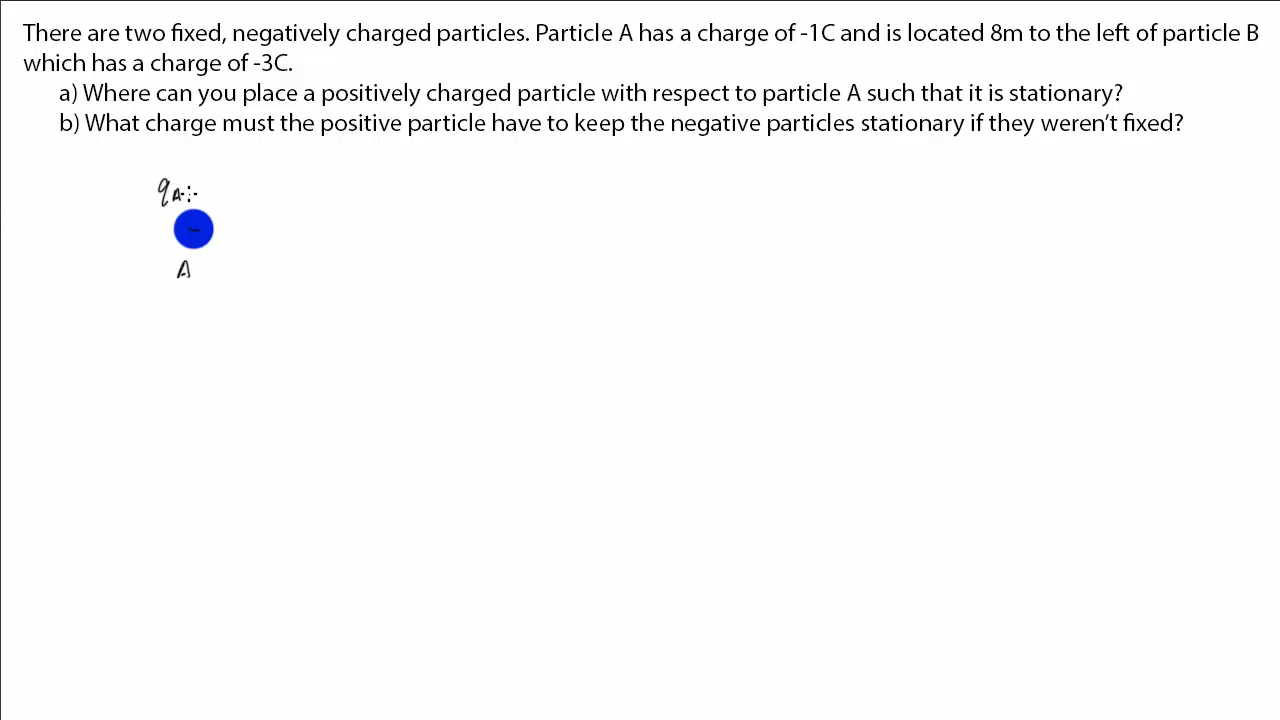 There are two fixed, negatively charged particles. Particle A has a charge of -1C and is located 8m to the left of particle B
which has a charge of -3C.
a) Where can you place a positively charged particle with respect to particle A such that it is stationary?
b) What charge must the positive particle have to keep the negative particles stationary if they weren't fixed?
-
A